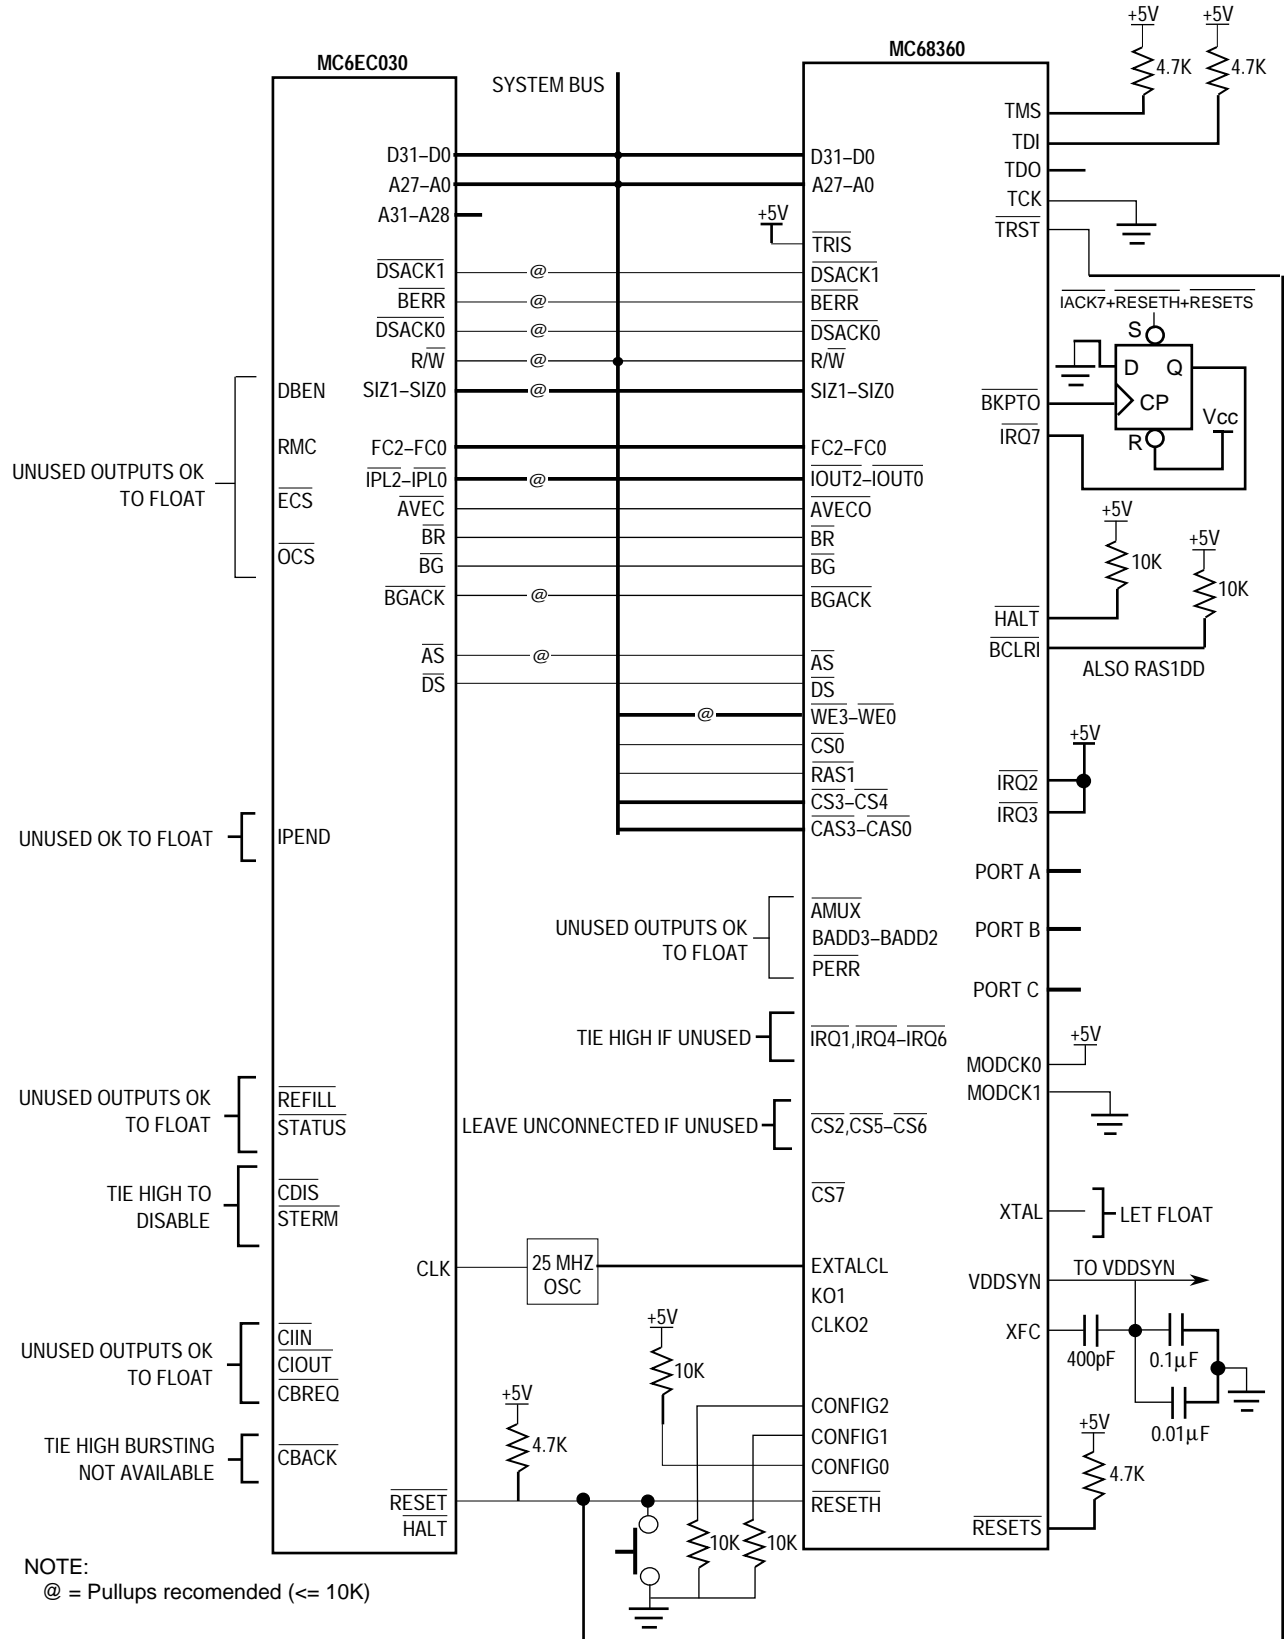 MC6EC030
SYSTEM BUS
MC68360
+5V
+5V
4.7K
4.7K
TMS
TDI
TDO
TCK
TRST
D31–D0
A27–A0
A31–A28
D31–D0
A27–A0
+5V
TRIS
DSACK1
@
DSACK1
BERR
@
BERR
DSACK0
@
DSACK0
R/W
@
R/W
SIZ1–SIZ0
@
SIZ1–SIZ0
FC2–FC0
FC2–FC0
IPL2–IPL0
@
IOUT2–IOUT0
AVEC
AVECO
BR
BR
BG
BG
BGACK
@
BGACK
AS
@
AS
DS
DS
@
WE3–WE0
CS0
RAS1
CS3–CS4
CAS3–CAS0
IACK7+RESETH+RESETS
S
D
Q
CP
R
Vcc
BKPTO
IRQ7
+5V
10K
+5V
10K
HALT
BCLRI
ALSO RAS1DD
+5V
IRQ2
IRQ3
PORT A
PORT B
PORT C
+5V
MODCK0
MODCK1
XTAL
LET FLOAT
TO VDDSYN
VDDSYN
XFC
400pF
0.1µF
0.01µF
+5V
4.7K
RESETS
UNUSED OUTPUTS OK
TO FLOAT
DBEN
RMC
ECS
OCS
UNUSED OK TO FLOAT
IPEND
UNUSED OUTPUTS OK
TO FLOAT
AMUX
BADD3–BADD2
PERR
TIE HIGH IF UNUSED
IRQ1,IRQ4–IRQ6
UNUSED OUTPUTS OK
TO FLOAT
REFILL
STATUS
LEAVE UNCONNECTED IF UNUSED
CS2,CS5–CS6
TIE HIGH TO
DISABLE
CDIS
STERM
CS7
CLK
25 MHZ
OSC
EXTALCL
KO1
CLKO2
UNUSED OUTPUTS OK
TO FLOAT
CIIN
CIOUT
CBREQ
+5V
10K
+5V
4.7K
CONFIG2
CONFIG1
CONFIG0
TIE HIGH BURSTING
NOT AVAILABLE
CBACK
RESET
HALT
RESETH
10K
10K
NOTE:
@ = Pullups recomended (<= 10K)